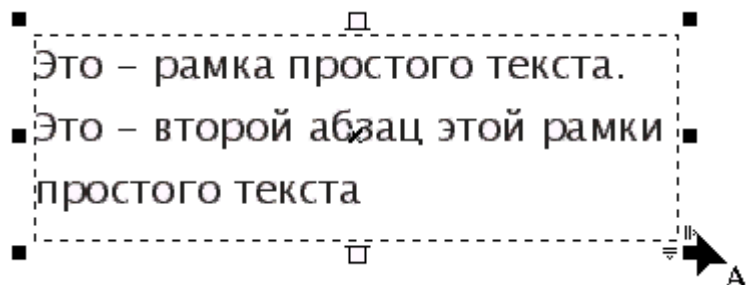 Это – рамка простого текста.
Это – второй абзац этой рамки
простого текста
A